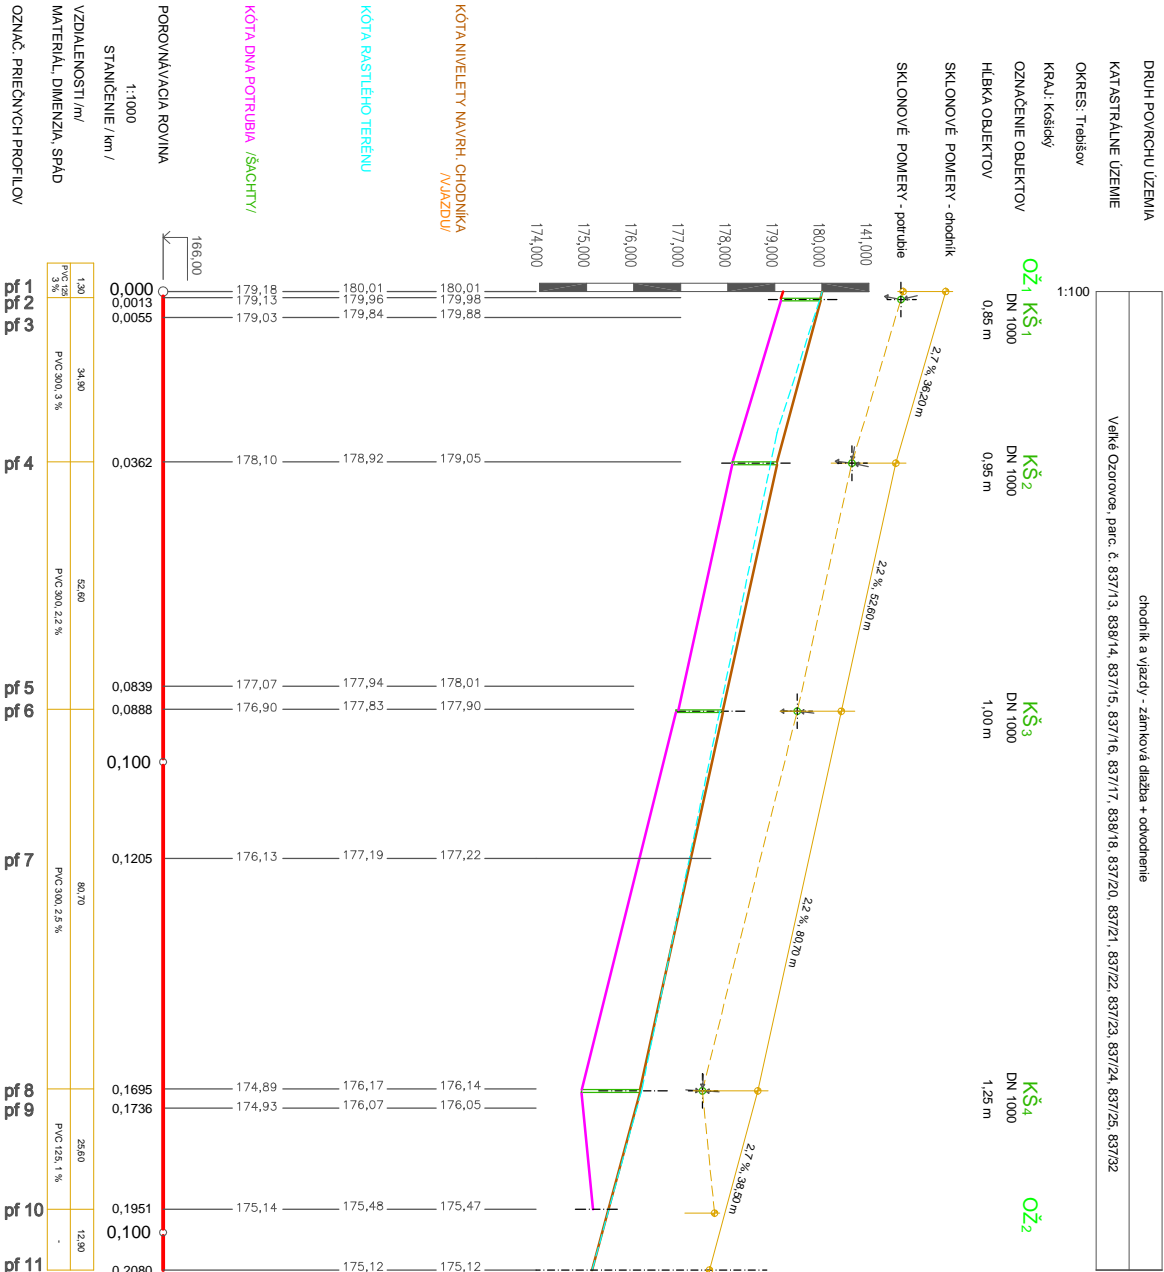 DRUH POVRCHU ÚZEMIA
chodník a vjazdy - zámková dlažba + odvodnenie
KATASTRÁLNE ÚZEMIE
Veľké Ozorovce, parc. č. 837/13, 838/14, 837/15, 837/16, 837/17, 838/18, 837/20, 837/21, 837/22, 837/23, 837/24, 837/25, 837/32
OKRES: Trebišov
1:100
KRAJ: Košický
OZNAČENIE OBJEKTOV
OŽ1 KŠ1 KŠ2 KŠ3 KŠ4 OŽ2
DN 1000 DN 1000 DN 1000 DN 1000
HĹBKA OBJEKTOV
0,85 m 0,95 m 1,00 m 1,25 m
SKLONOVÉ POMERY - chodník
2,7 %, 36,20 m 2,2 %, 52,60 m 2,2 %, 80,70 m 2,7 %, 38,50 m
SKLONOVÉ POMERY - potrubie
141,000
180,000
179,000
178,000
177,000
176,000
175,000
174,000
KÓTA NIVELETY NAVRH. CHODNÍKA
/VJAZDU/
180,01 179,98 179,88 179,05 178,01 177,90 177,22 176,14 176,05 175,47 175,12
KÓTA RASTLÉHO TERÉNU
180,01 179,96 179,84 178,92 177,94 177,83 177,19 176,17 176,07 175,48 175,12
KÓTA DNA POTRUBIA /ŠACHTY/
179,18 179,13 179,03 178,10 177,07 176,90 176,13 174,89 174,93 175,14
166,00
POROVNÁVACIA ROVINA
1:1000
STANIČENIE / km /
0,000 0,0013 0,0055 0,0362 0,0839 0,0888 0,100 0,1205 0,1695 0,1736 0,1951 0,100 0,2080
VZDIALENOSTI /m/
1,30 34,90 52,60 80,70 25,60 12,90
MATERIÁL, DIMENZIA, SPÁD
PVC 125
3 %
PVC 300, 3 % PVC 300, 2,2 % PVC 300, 2,5 % PVC 125, 1 % -
OZNAČ. PRIEČNYCH PROFILOV
pf 1 pf 2 pf 3 pf 4 pf 5 pf 6 pf 7 pf 8 pf 9 pf 10 pf 11